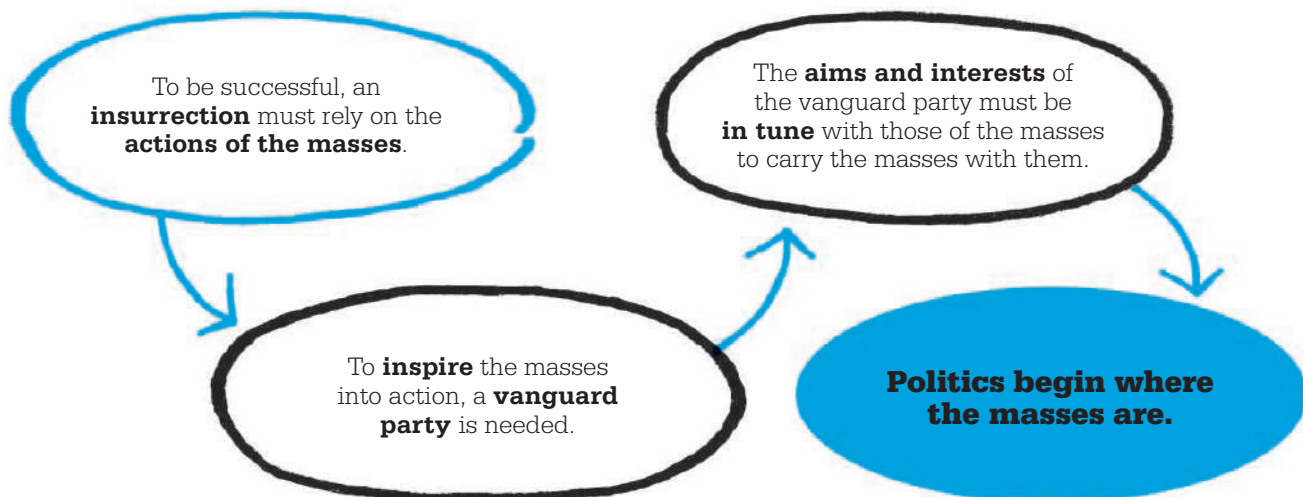 To be successful, an
insurrection must rely on the
actions of the masses.
To inspire the masses
into action, a vanguard
party is needed.
The aims and interests of
the vanguard party must be
in tune with those of the masses
to carry the masses with them.
Politics begin where
the masses are.